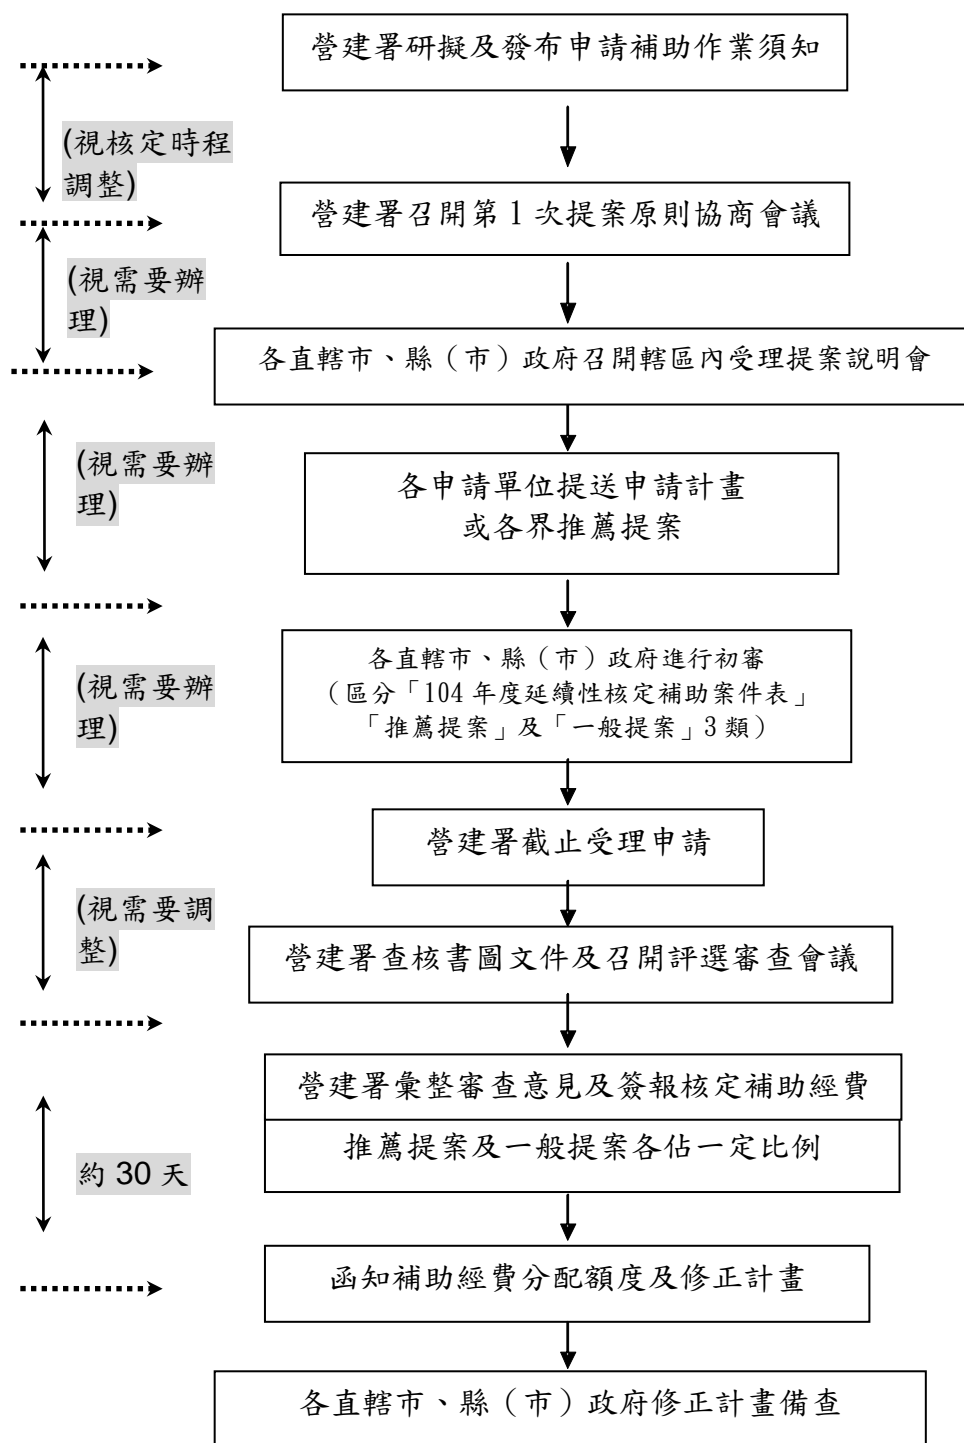 營建署研擬及發布申請補助作業須知
(視核定時程
調整)
營建署召開第 1 次提案原則協商會議
(視需要辦
理)
各直轄市、縣（市）政府召開轄區內受理提案說明會
(視需要辦
理)
各申請單位提送申請計畫
或各界推薦提案
各直轄市、縣（市）政府進行初審
（區分「104 年度延續性核定補助案件表」
「推薦提案」及「一般提案」3 類）
(視需要辦
理)
營建署截止受理申請
(視需要調
整)
營建署查核書圖文件及召開評選審查會議
營建署彙整審查意見及簽報核定補助經費
推薦提案及一般提案各佔一定比例
約 30 天
函知補助經費分配額度及修正計畫
各直轄市、縣（市）政府修正計畫備查